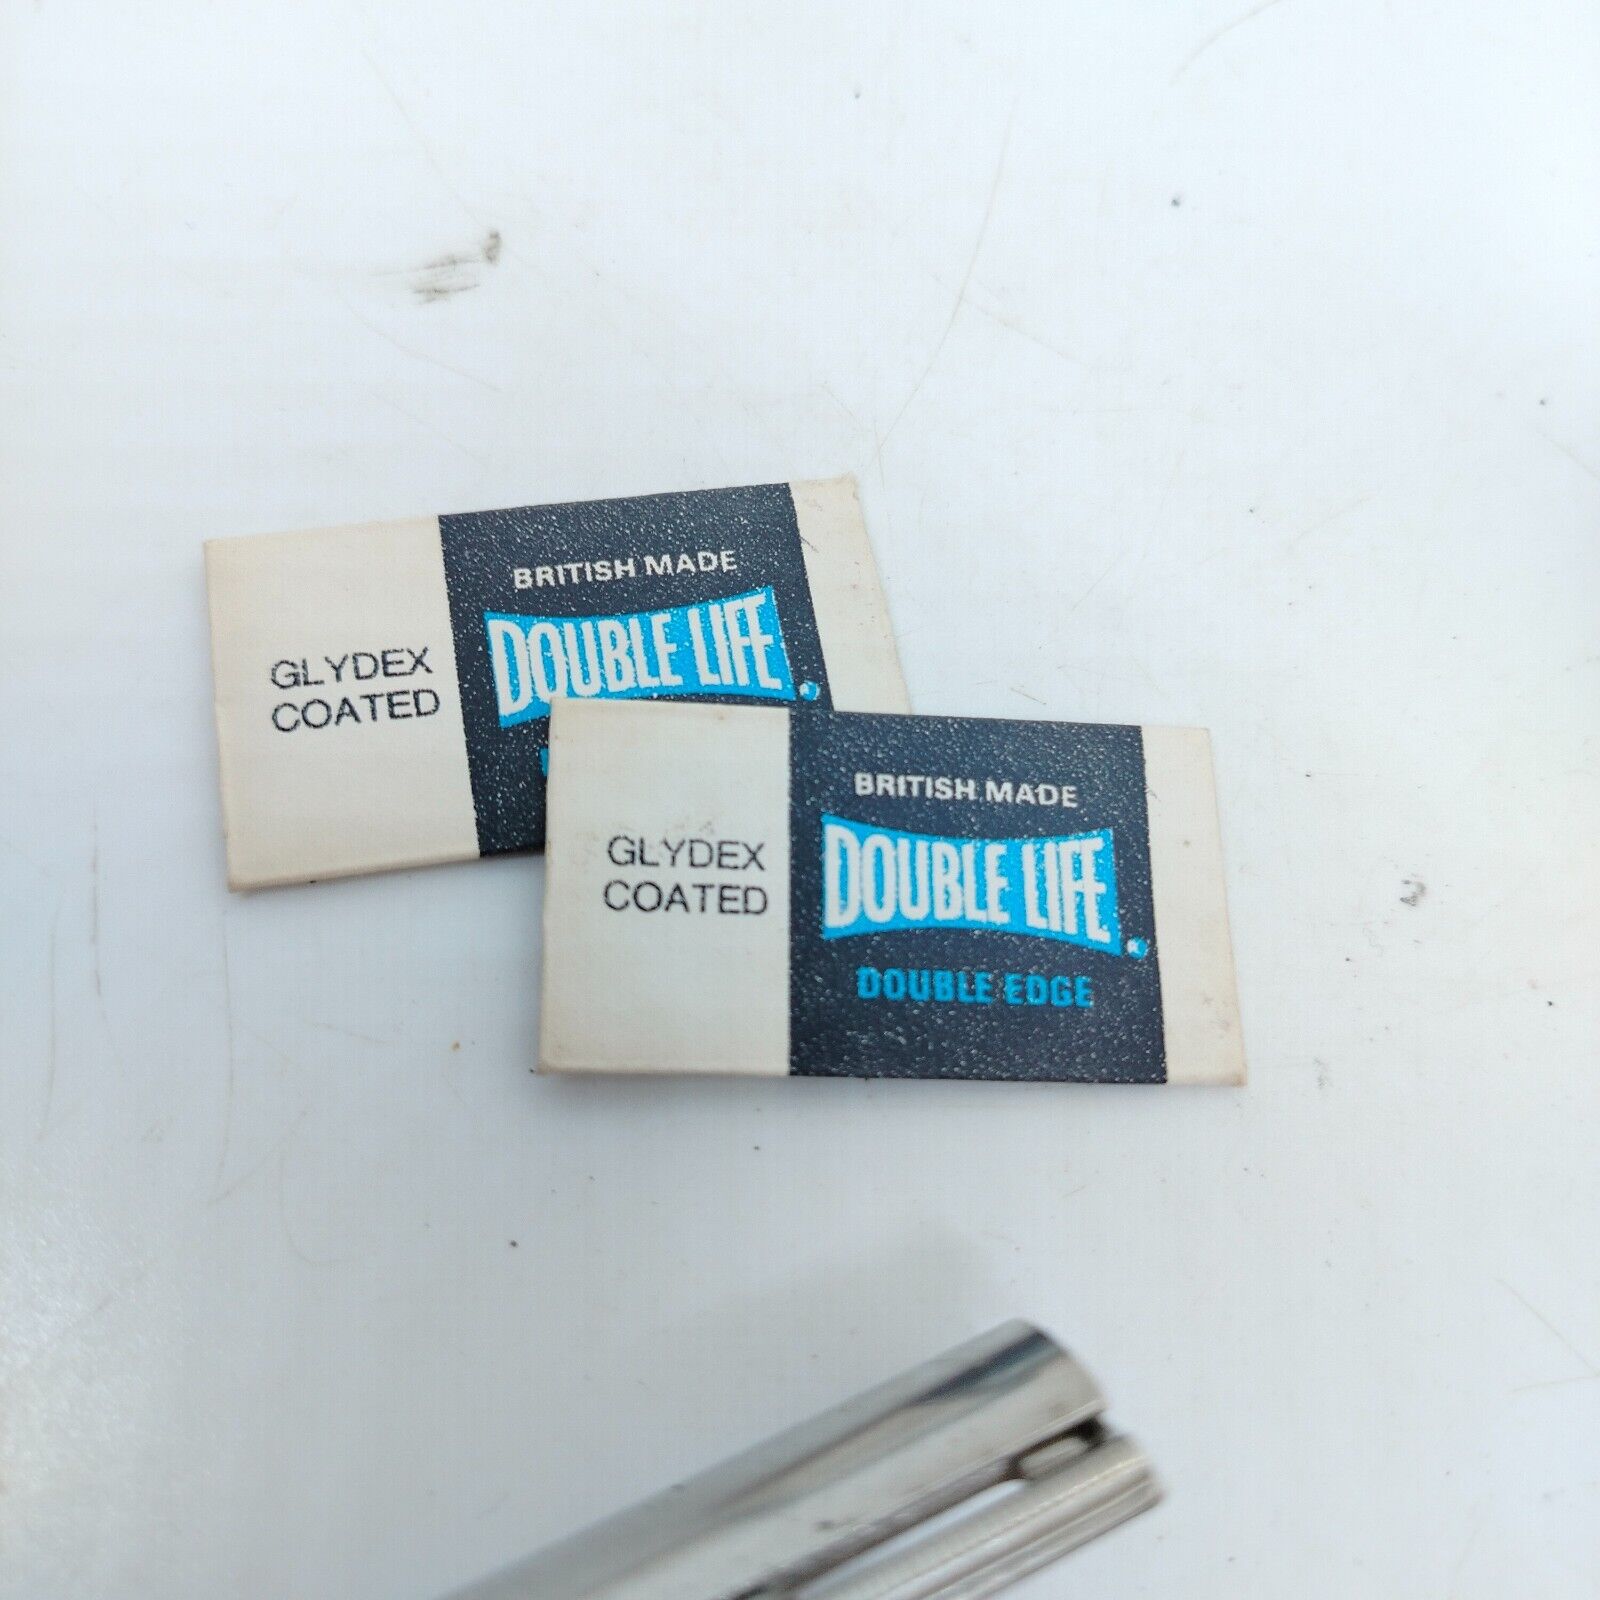 BRITISH MADE
DOUBLE LIFE
GLYDEX
COATED
BRITISH MADE
DOUBLE LIFE
DOUBLE EDGE
GLYDEX
COATED